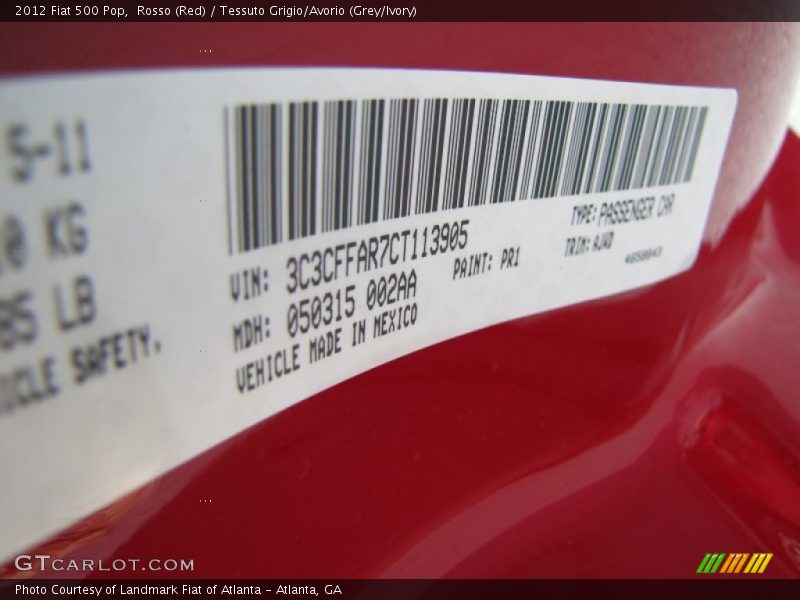 2012 Fiat 500 Pop,  Rosso (Red) / Tessuto Grigio/Avorio (Grey/Ivory)
5-11
KG
85 LB
SAFETY.
VIN: 3C3CFFAR7CT113905
TYPE: PASSENGER CAR
MDH: 050315 002AA
PAINT: PR1
TRIM: AJWD
VEHICLE MADE IN MEXICO
GTCARLOT.COM
Photo Courtesy of Landmark Fiat of Atlanta - Atlanta, GA